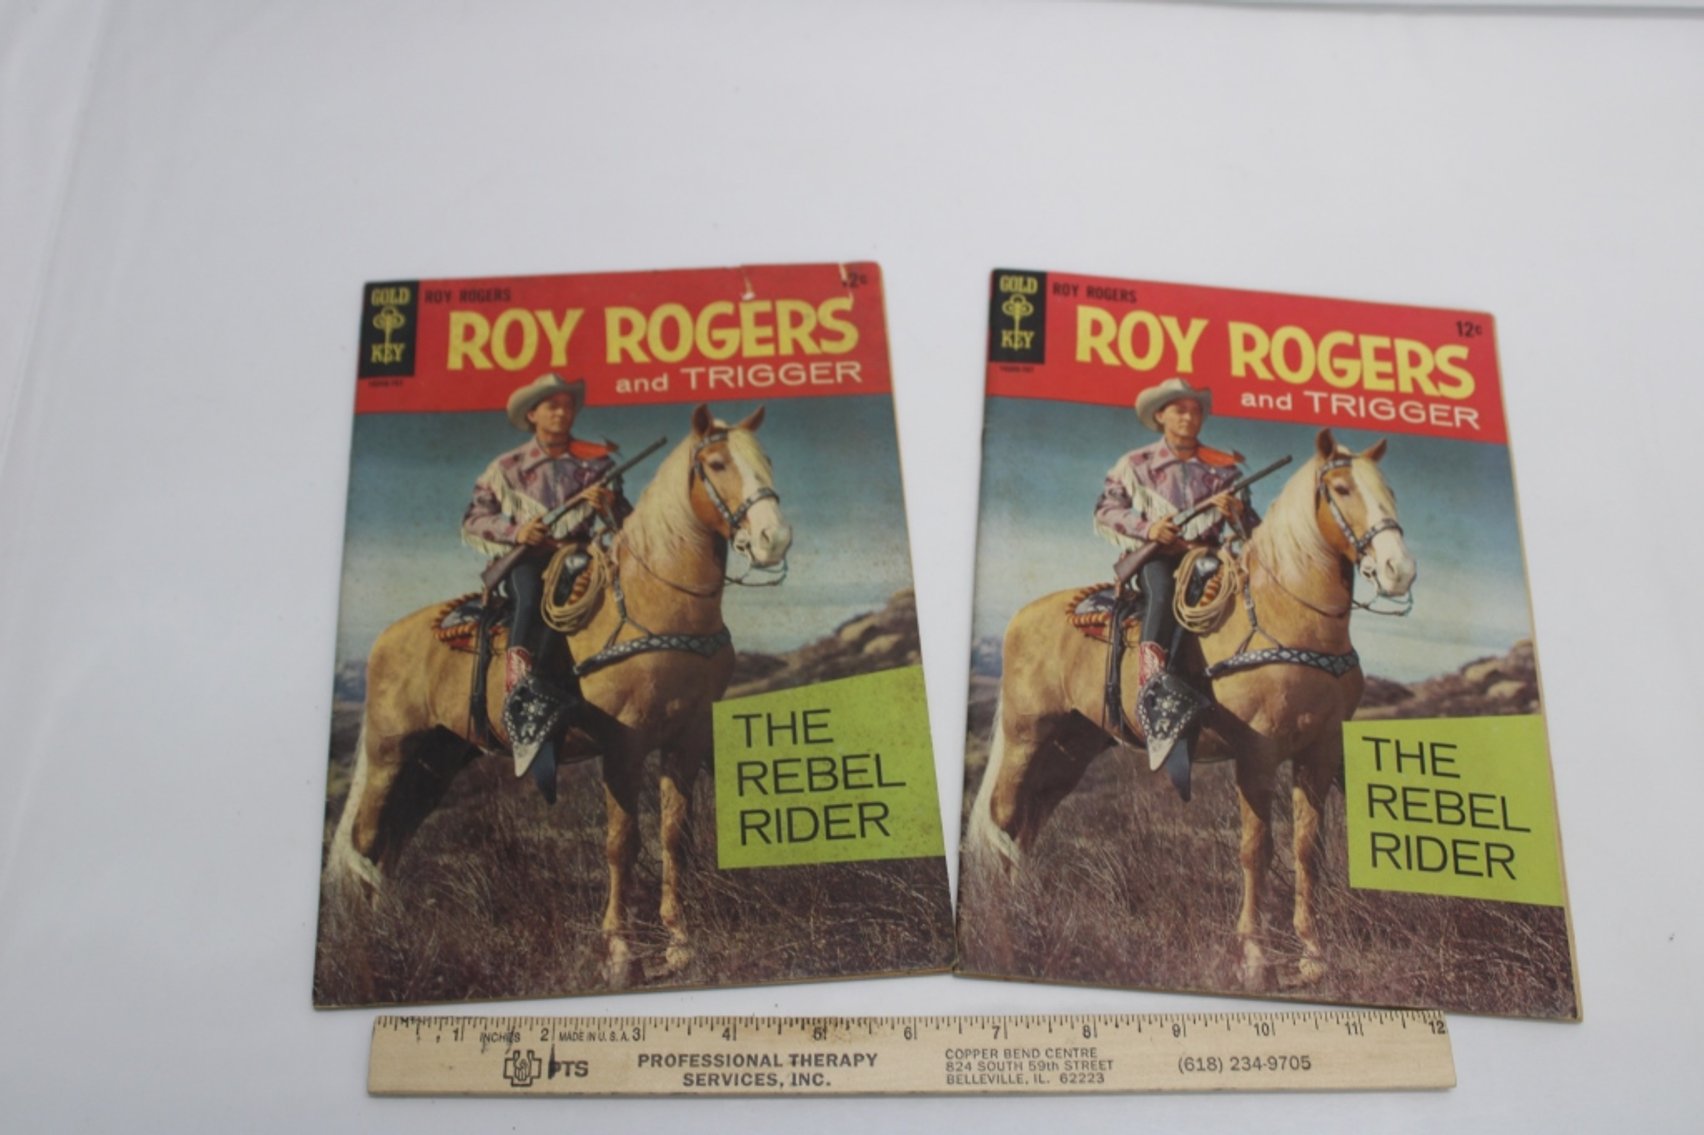 GOLD
KEY
ROY ROGERS
12¢
ROY ROGERS
and TRIGGER
THE
REBEL
RIDER
GOLD
KEY
ROY ROGERS
12¢
ROY ROGERS
and TRIGGER
THE
REBEL
RIDER
1 INCHES 2 MADE IN U.S.A. 3 4 5 6 7 8 9 10 11 12
PTS
PROFESSIONAL THERAPY
SERVICES, INC.
COPPER BEND CENTRE
824 SOUTH 59th STREET
BELLEVILLE, IL. 62223
(618) 234-9705